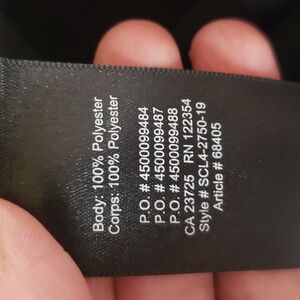 Body: 100% Polyester
Corps: 100% Polyester
P.O. # 4500099484
P.O. # 4500099487
P.O. # 4500099488
CA 23725 RN 122354
Style # SCL4-2750-19
Article # 68405